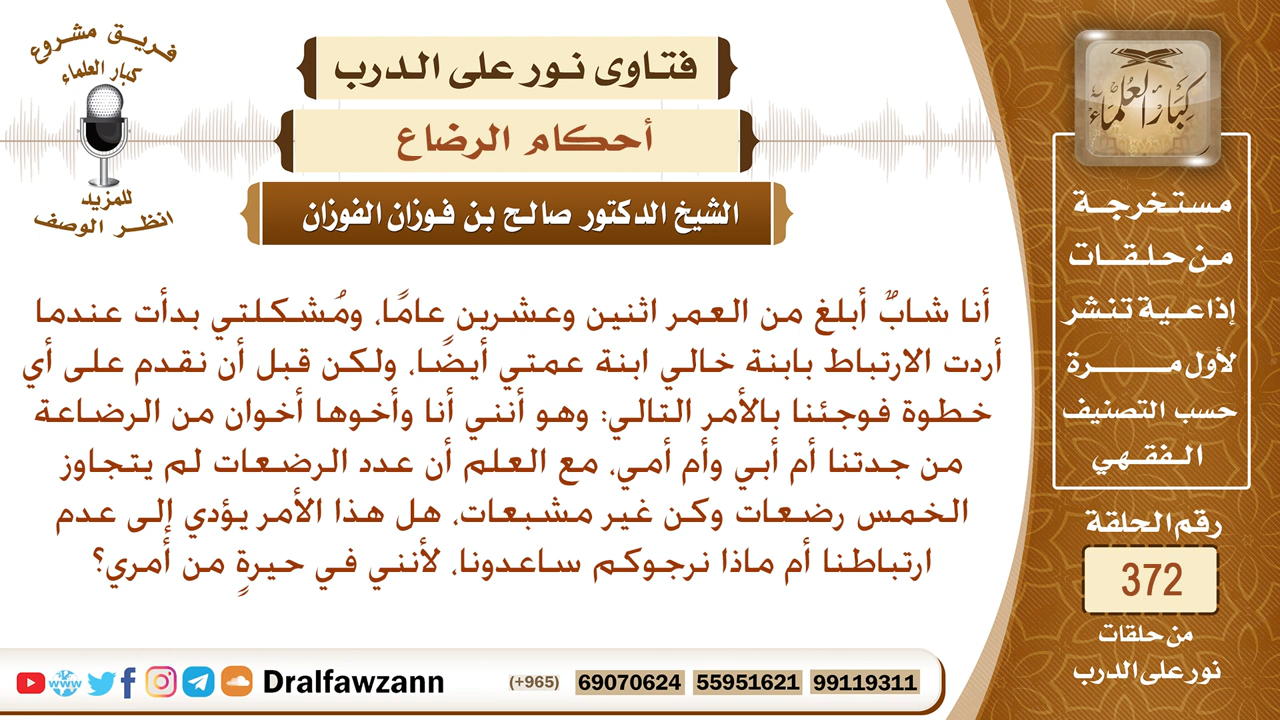 فريق مشروع
كبار العلماء
للمزيد
انظر الوصف
فتاوى نور على الدرب
أحكام الرضاع
الشيخ الدكتور صالح بن فوزان الفوزان
أنا شابٌ أبلغ من العمر اثنين وعشرين عامًا، ومُشكلتي بدأت عندما
أردت الارتباط بابنة خالي ابنة عمتي أيضًا، ولكن قبل أن نقدم على أي
خطوة فوجئنا بالأمر التالي: وهو أنني أنا وأخوها أخوان من الرضاعة
من جدتنا أم أبي وأم أمي، مع العلم أن عدد الرضعات لم يتجاوز
الخمس رضعات وكن غير مشبعات، هل هذا الأمر يؤدي إلى عدم
ارتباطنا أم ماذا نرجوكم ساعدونا، لأنني في حيرةٍ من أمري؟
كبار العلماء
مستخرجة
من حلقات
إذاعية تنشر
لأول مرة
حسب التصنيف
الفقهي
رقم الحلقة
372
من حلقات
نور على الدرب
www
Dralfawzann
(+965) 69070624 55951621 99119311